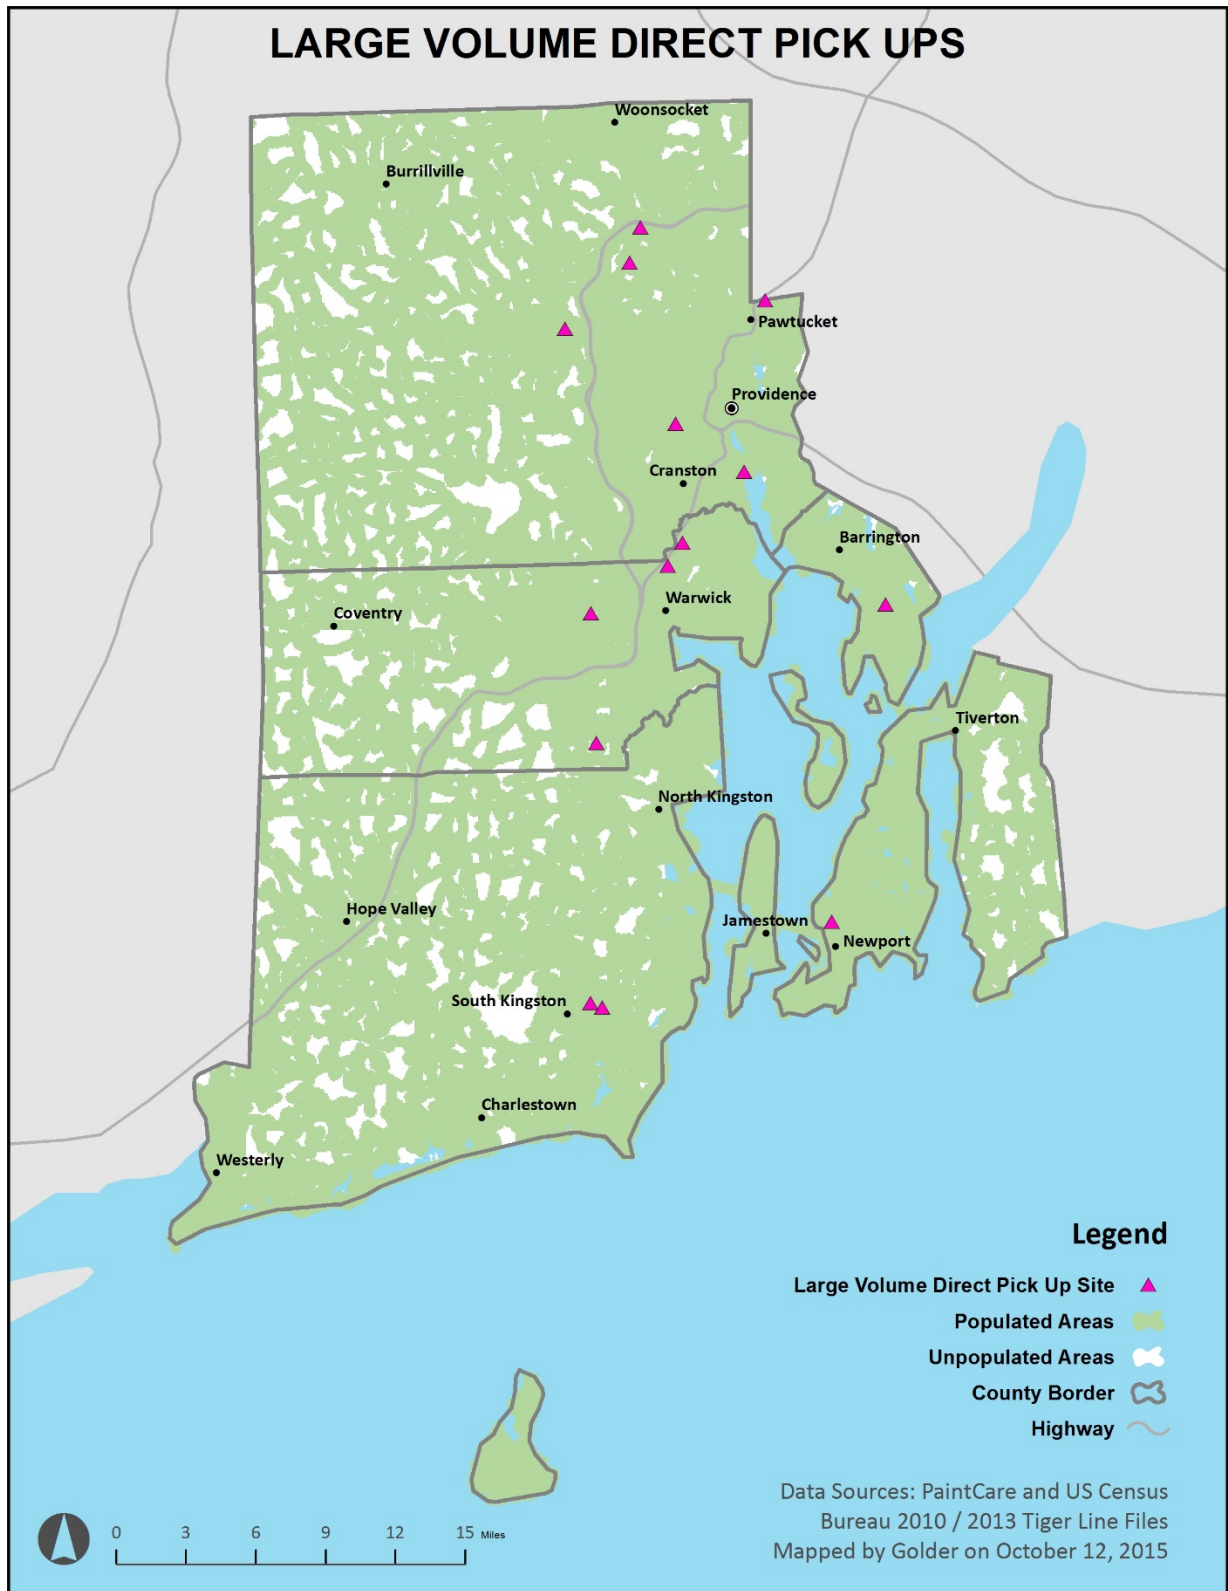 LARGE VOLUME DIRECT PICK UPS
Woonsocket
Burrillville
Pawtucket
Providence
Cranston
Barrington
Warwick
Coventry
Tiverton
North Kingston
Hope Valley
Jamestown
Newport
South Kingston
Charlestown
Westerly
Legend
Large Volume Direct Pick Up Site
Populated Areas
Unpopulated Areas
County Border
Highway
Data Sources: PaintCare and US Census
Bureau 2010 / 2013 Tiger Line Files
Mapped by Golder on October 12, 2015
0 3 6 9 12 15 Miles